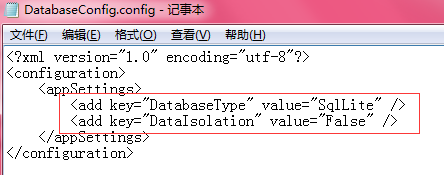 DatabaseConfig.config - 记事本
文件(F) 编辑(E) 格式(O) 查看(V) 帮助(H)
<?xml version="1.0" encoding="utf-8"?>
<configuration>
<appSettings>
<add key="DatabaseType" value="SqlLite" />
<add key="DataIsolation" value="False" />
</appSettings>
</configuration>